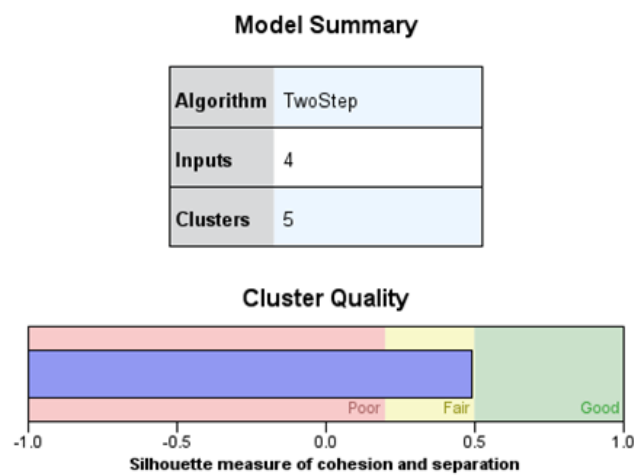 Model Summary
Algorithm TwoStep
Inputs 4
Clusters 5
Cluster Quality
Poor Fair Good
-1.0 -0.5 0.0 0.5 1.0
Silhouette measure of cohesion and separation